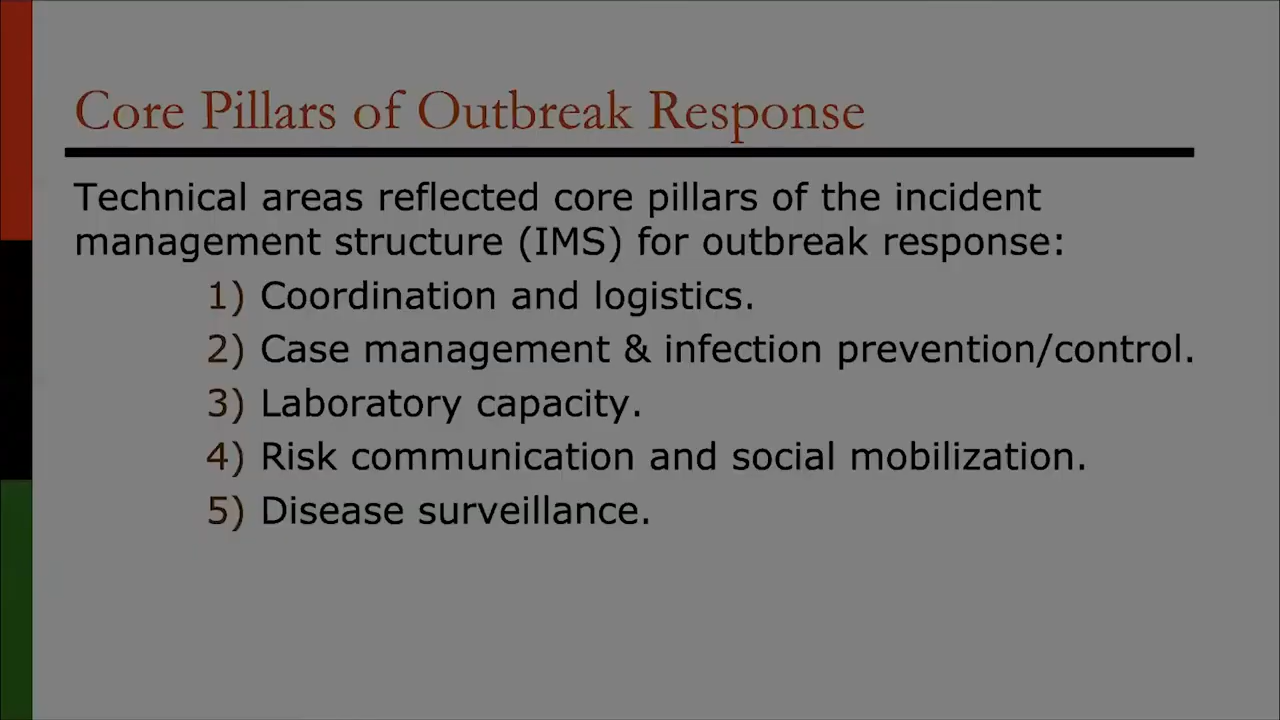 Core Pillars of Outbreak Response
Technical areas reflected core pillars of the incident
management structure (IMS) for outbreak response:
1) Coordination and logistics.
2) Case management & infection prevention/control.
3) Laboratory capacity.
4) Risk communication and social mobilization.
5) Disease surveillance.